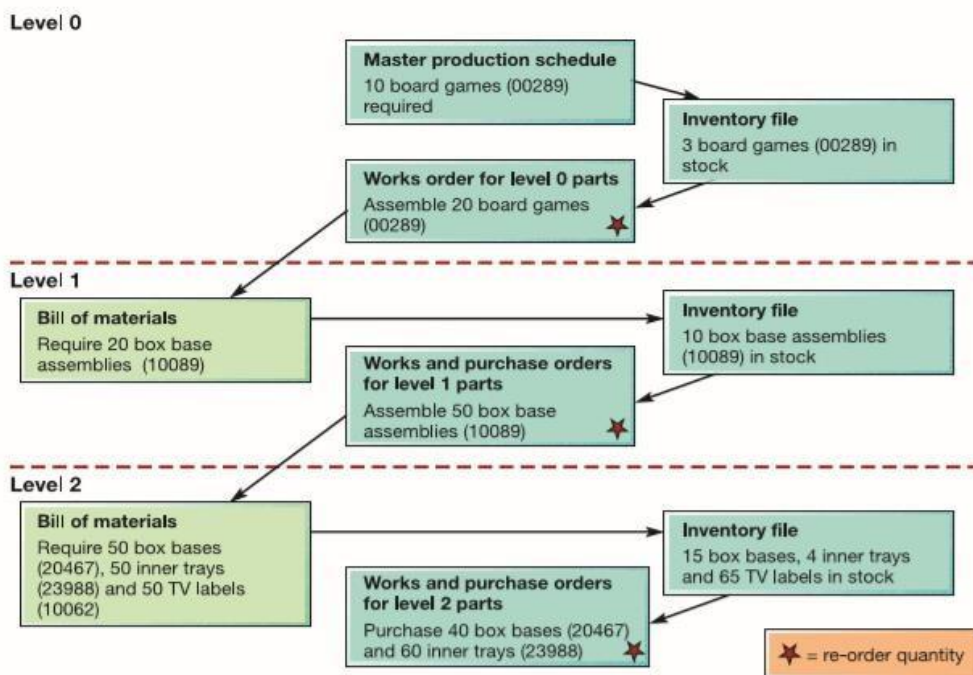 Level 0
Master production schedule
10 board games (00289)
required
Inventory file
3 board games (00289) in
stock
Works order for level 0 parts
Assemble 20 board games
(00289)
Level 1
Bill of materials
Require 20 box base
assemblies (10089)
Inventory file
10 box base assemblies
(10089) in stock
Works and purchase orders
for level 1 parts
Assemble 50 box base
assemblies (10089)
Level 2
Bill of materials
Require 50 box bases
(20467), 50 inner trays
(23988) and 50 TV labels
(10062)
Inventory file
15 box bases, 4 inner trays
and 65 TV labels in stock
Works and purchase orders
for level 2 parts
Purchase 40 box bases (20467)
and 60 inner trays (23988)
= re-order quantity